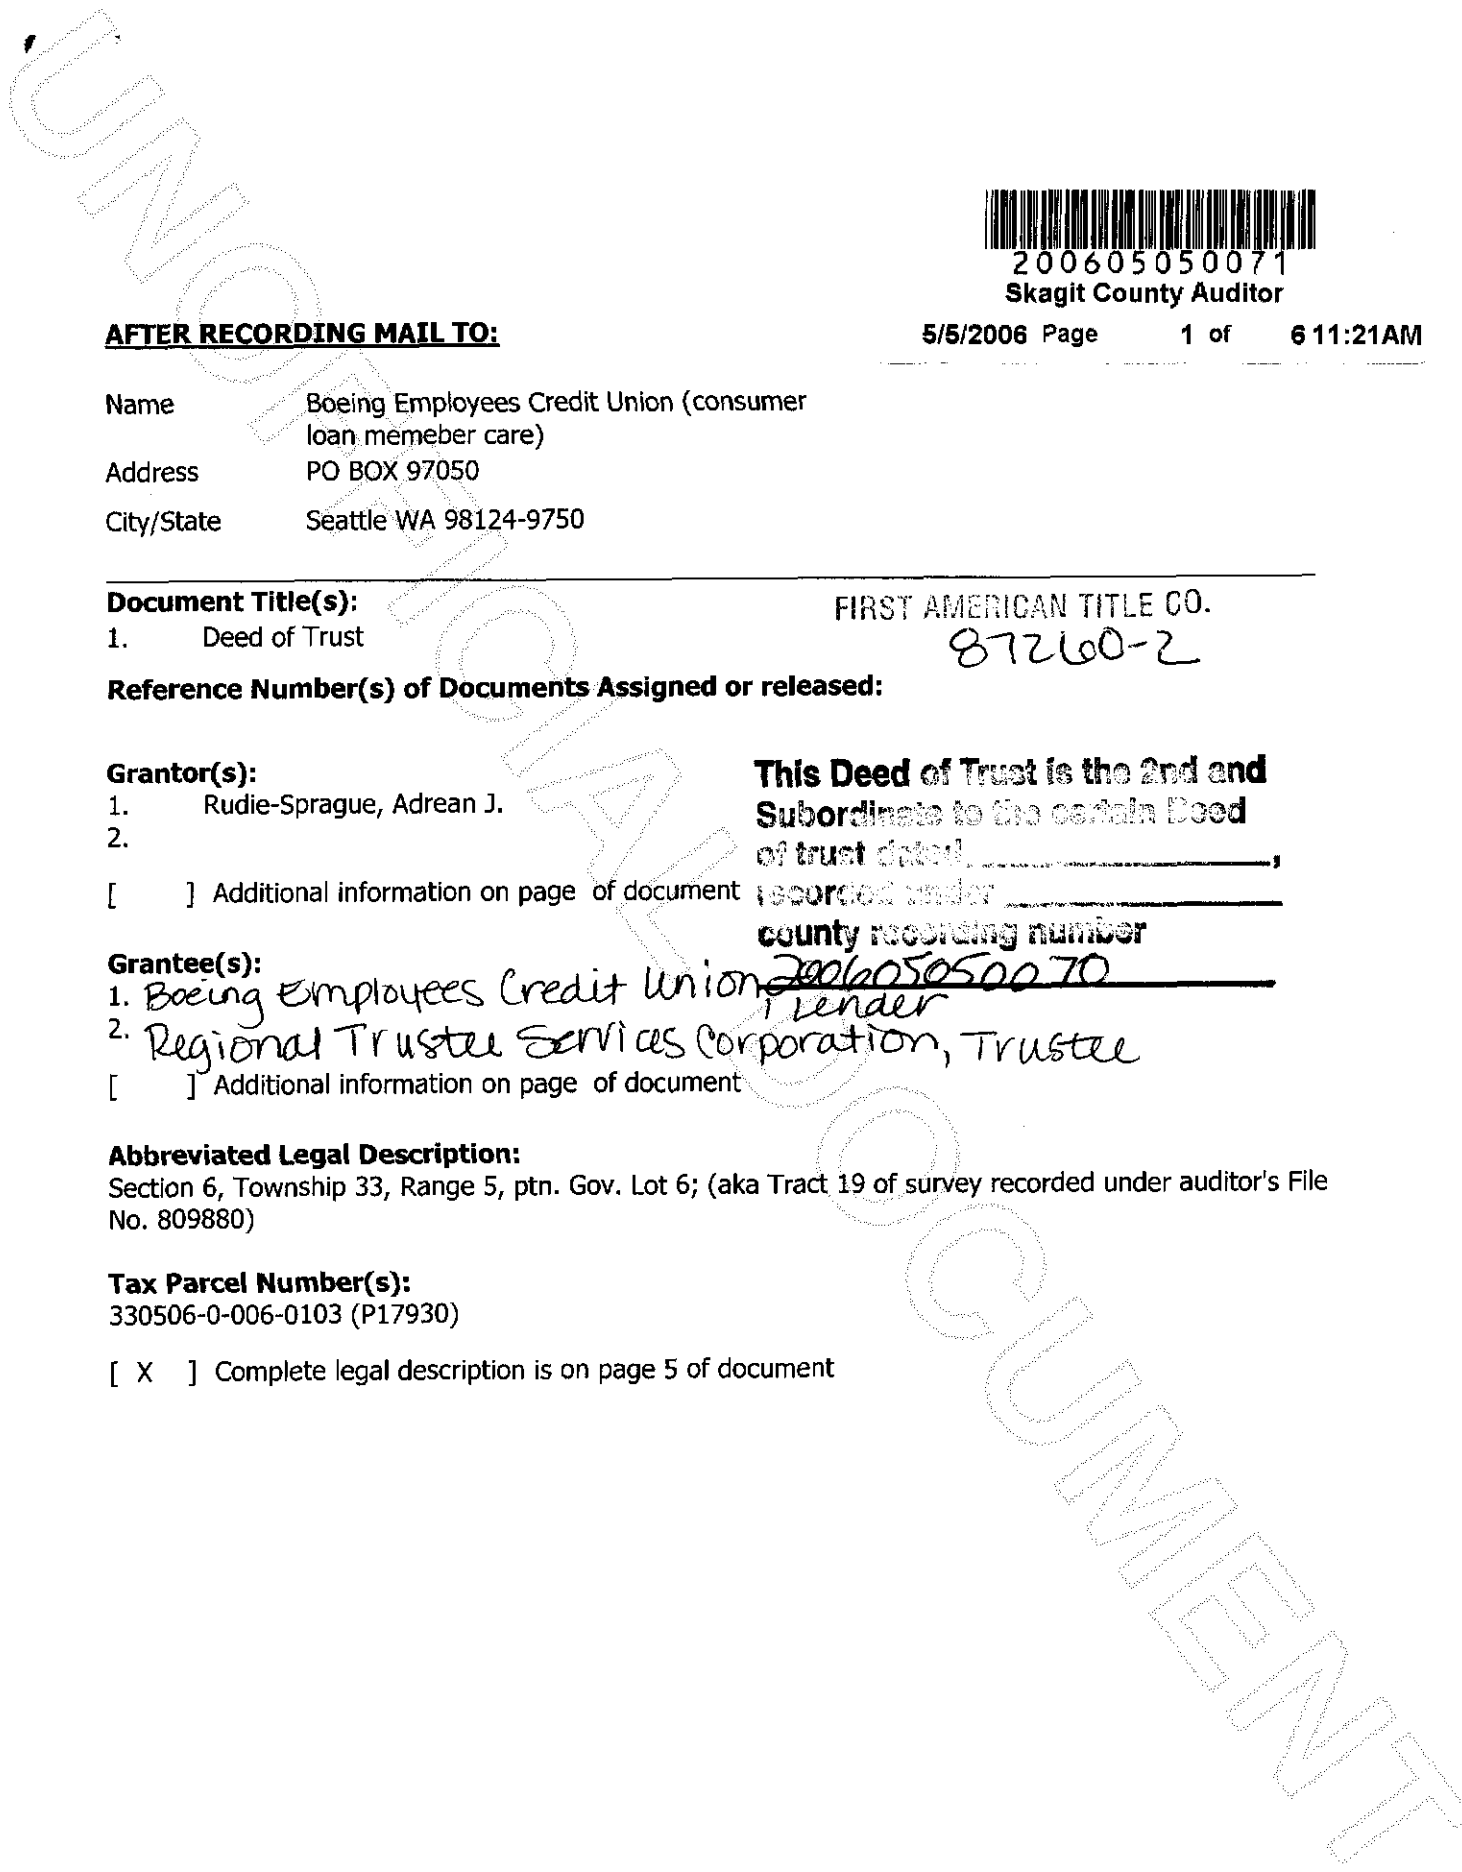 200605050071
Skagit County Auditor
5/5/2006 Page 1 of 6 11:21AM
AFTER RECORDING MAIL TO:
Name Boeing Employees Credit Union (consumer
loan memeber care)
Address PO BOX 97050
City/State Seattle WA 98124-9750
Document Title(s):
1. Deed of Trust
FIRST AMERICAN TITLE CO.
87260-2
Reference Number(s) of Documents Assigned or released:
Grantor(s):
1. Rudie-Sprague, Adrean J.
2.
[ ] Additional information on page of document
This Deed of Trust is the 2nd and
Subordinate to the certain Deed
of trust dated ,
recorded under
county recording number
200605050070
Grantee(s):
1. Boeing Employees Credit Union, Lender
2. Regional Trustee Services Corporation, Trustee
[ ] Additional information on page of document
Abbreviated Legal Description:
Section 6, Township 33, Range 5, ptn. Gov. Lot 6; (aka Tract 19 of survey recorded under auditor's File
No. 809880)
Tax Parcel Number(s):
330506-0-006-0103 (P17930)
[ X ] Complete legal description is on page 5 of document
UNOFFICIAL DOCUMENT